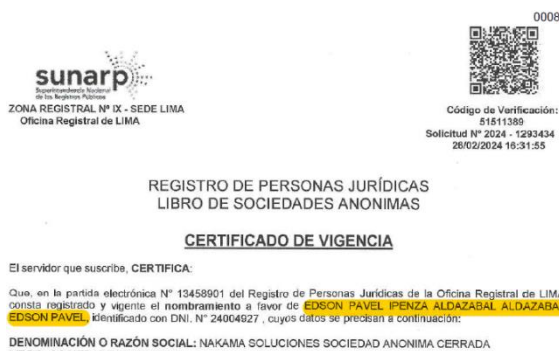 0008
sunarp
Superintendencia Nacional
de los Registros Públicos
ZONA REGISTRAL Nº IX - SEDE LIMA
Oficina Registral de LIMA
Código de Verificación:
51511389
Solicitud Nº 2024 - 1293434
26/02/2024 16:31:55
REGISTRO DE PERSONAS JURÍDICAS
LIBRO DE SOCIEDADES ANONIMAS
CERTIFICADO DE VIGENCIA
El servidor que suscribe, CERTIFICA:
Que, en la partida electrónica N° 13458901 del Registro de Personas Jurídicas de la Oficina Registral de LIMA
consta registrado y vigente el nombramiento a favor de EDSON PAVEL IPENZA ALDAZABAL ALDAZABA
EDSON PAVEL, identificado con DNI. N° 24004927 , cuyos datos se precisan a continuación:
DENOMINACIÓN O RAZÓN SOCIAL: NAKAMA SOLUCIONES SOCIEDAD ANONIMA CERRADA